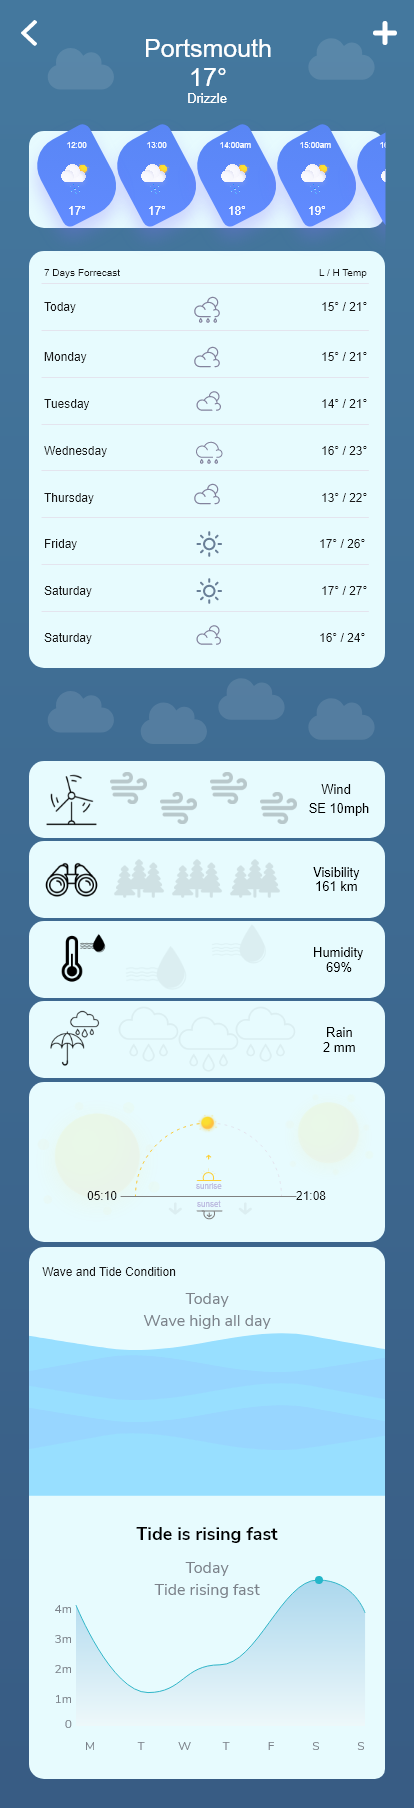 Portsmouth
17°
Drizzle
12:00 13:00 14:00am 15:00am
17° 17° 18° 19°
7 Days Forrecast L / H Temp
Today 15° / 21°
Monday 15° / 21°
Tuesday 14° / 21°
Wednesday 16° / 23°
Thursday 13° / 22°
Friday 17° / 26°
Saturday 17° / 27°
Saturday 16° / 24°
Wind
SE 10mph
Visibility
161 km
Humidity
69%
Rain
2 mm
sunrise
05:10 21:08
sunset
Wave and Tide Condition
Today
Wave high all day
Tide is rising fast
Today
Tide rising fast
4m
3m
2m
1m
0
M T W T F S S